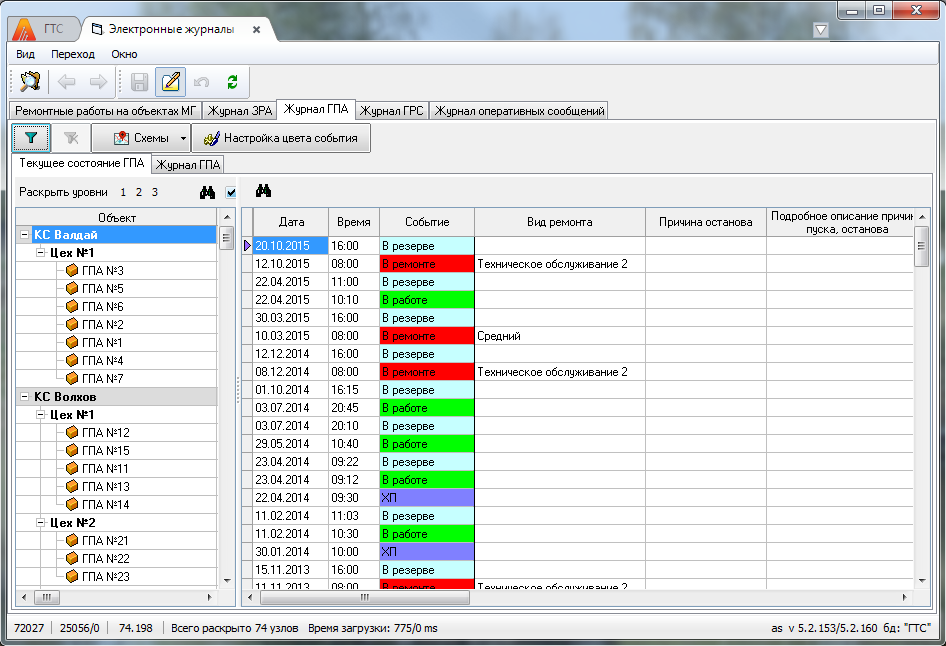 ГТС
Электронные журналы
Вид Переход Окно
Ремонтные работы на объектах МГ Журнал ЗРА Журнал ГПА Журнал ГРС Журнал оперативных сообщений
Схемы Настройка цвета события
Текущее состояние ГПА Журнал ГПА
Раскрыть уровни 1 2 3
Объект
КС Валдай
Цех №1
ГПА №3
ГПА №5
ГПА №6
ГПА №2
ГПА №1
ГПА №4
ГПА №7
КС Волхов
Цех №1
ГПА №12
ГПА №15
ГПА №11
ГПА №13
ГПА №14
Цех №2
ГПА №21
ГПА №22
ГПА №23
Дата Время Событие Вид ремонта Причина останова Подробное описание причин
пуска, останова
20.10.2015 16:00 В резерве
12.10.2015 08:00 В ремонте Техническое обслуживание 2
22.04.2015 11:00 В резерве
22.04.2015 10:10 В работе
30.03.2015 16:00 В резерве
10.03.2015 08:00 В ремонте Средний
12.12.2014 16:00 В резерве
08.12.2014 08:00 В ремонте Техническое обслуживание 2
01.10.2014 16:15 В резерве
03.07.2014 20:45 В работе
03.07.2014 20:10 В резерве
29.05.2014 10:40 В работе
23.04.2014 09:22 В резерве
23.04.2014 09:12 В работе
22.04.2014 09:30 ХП
11.02.2014 11:03 В резерве
11.02.2014 10:30 В работе
30.01.2014 10:00 ХП
15.11.2013 16:00 В резерве
11.11.2013 08:00 В ремонте Техническое обслуживание 2
72027 25056/0 74.198 Всего раскрыто 74 узлов Время загрузки: 775/0 ms as v 5.2.153/5.2.160 бд: "ГТС"